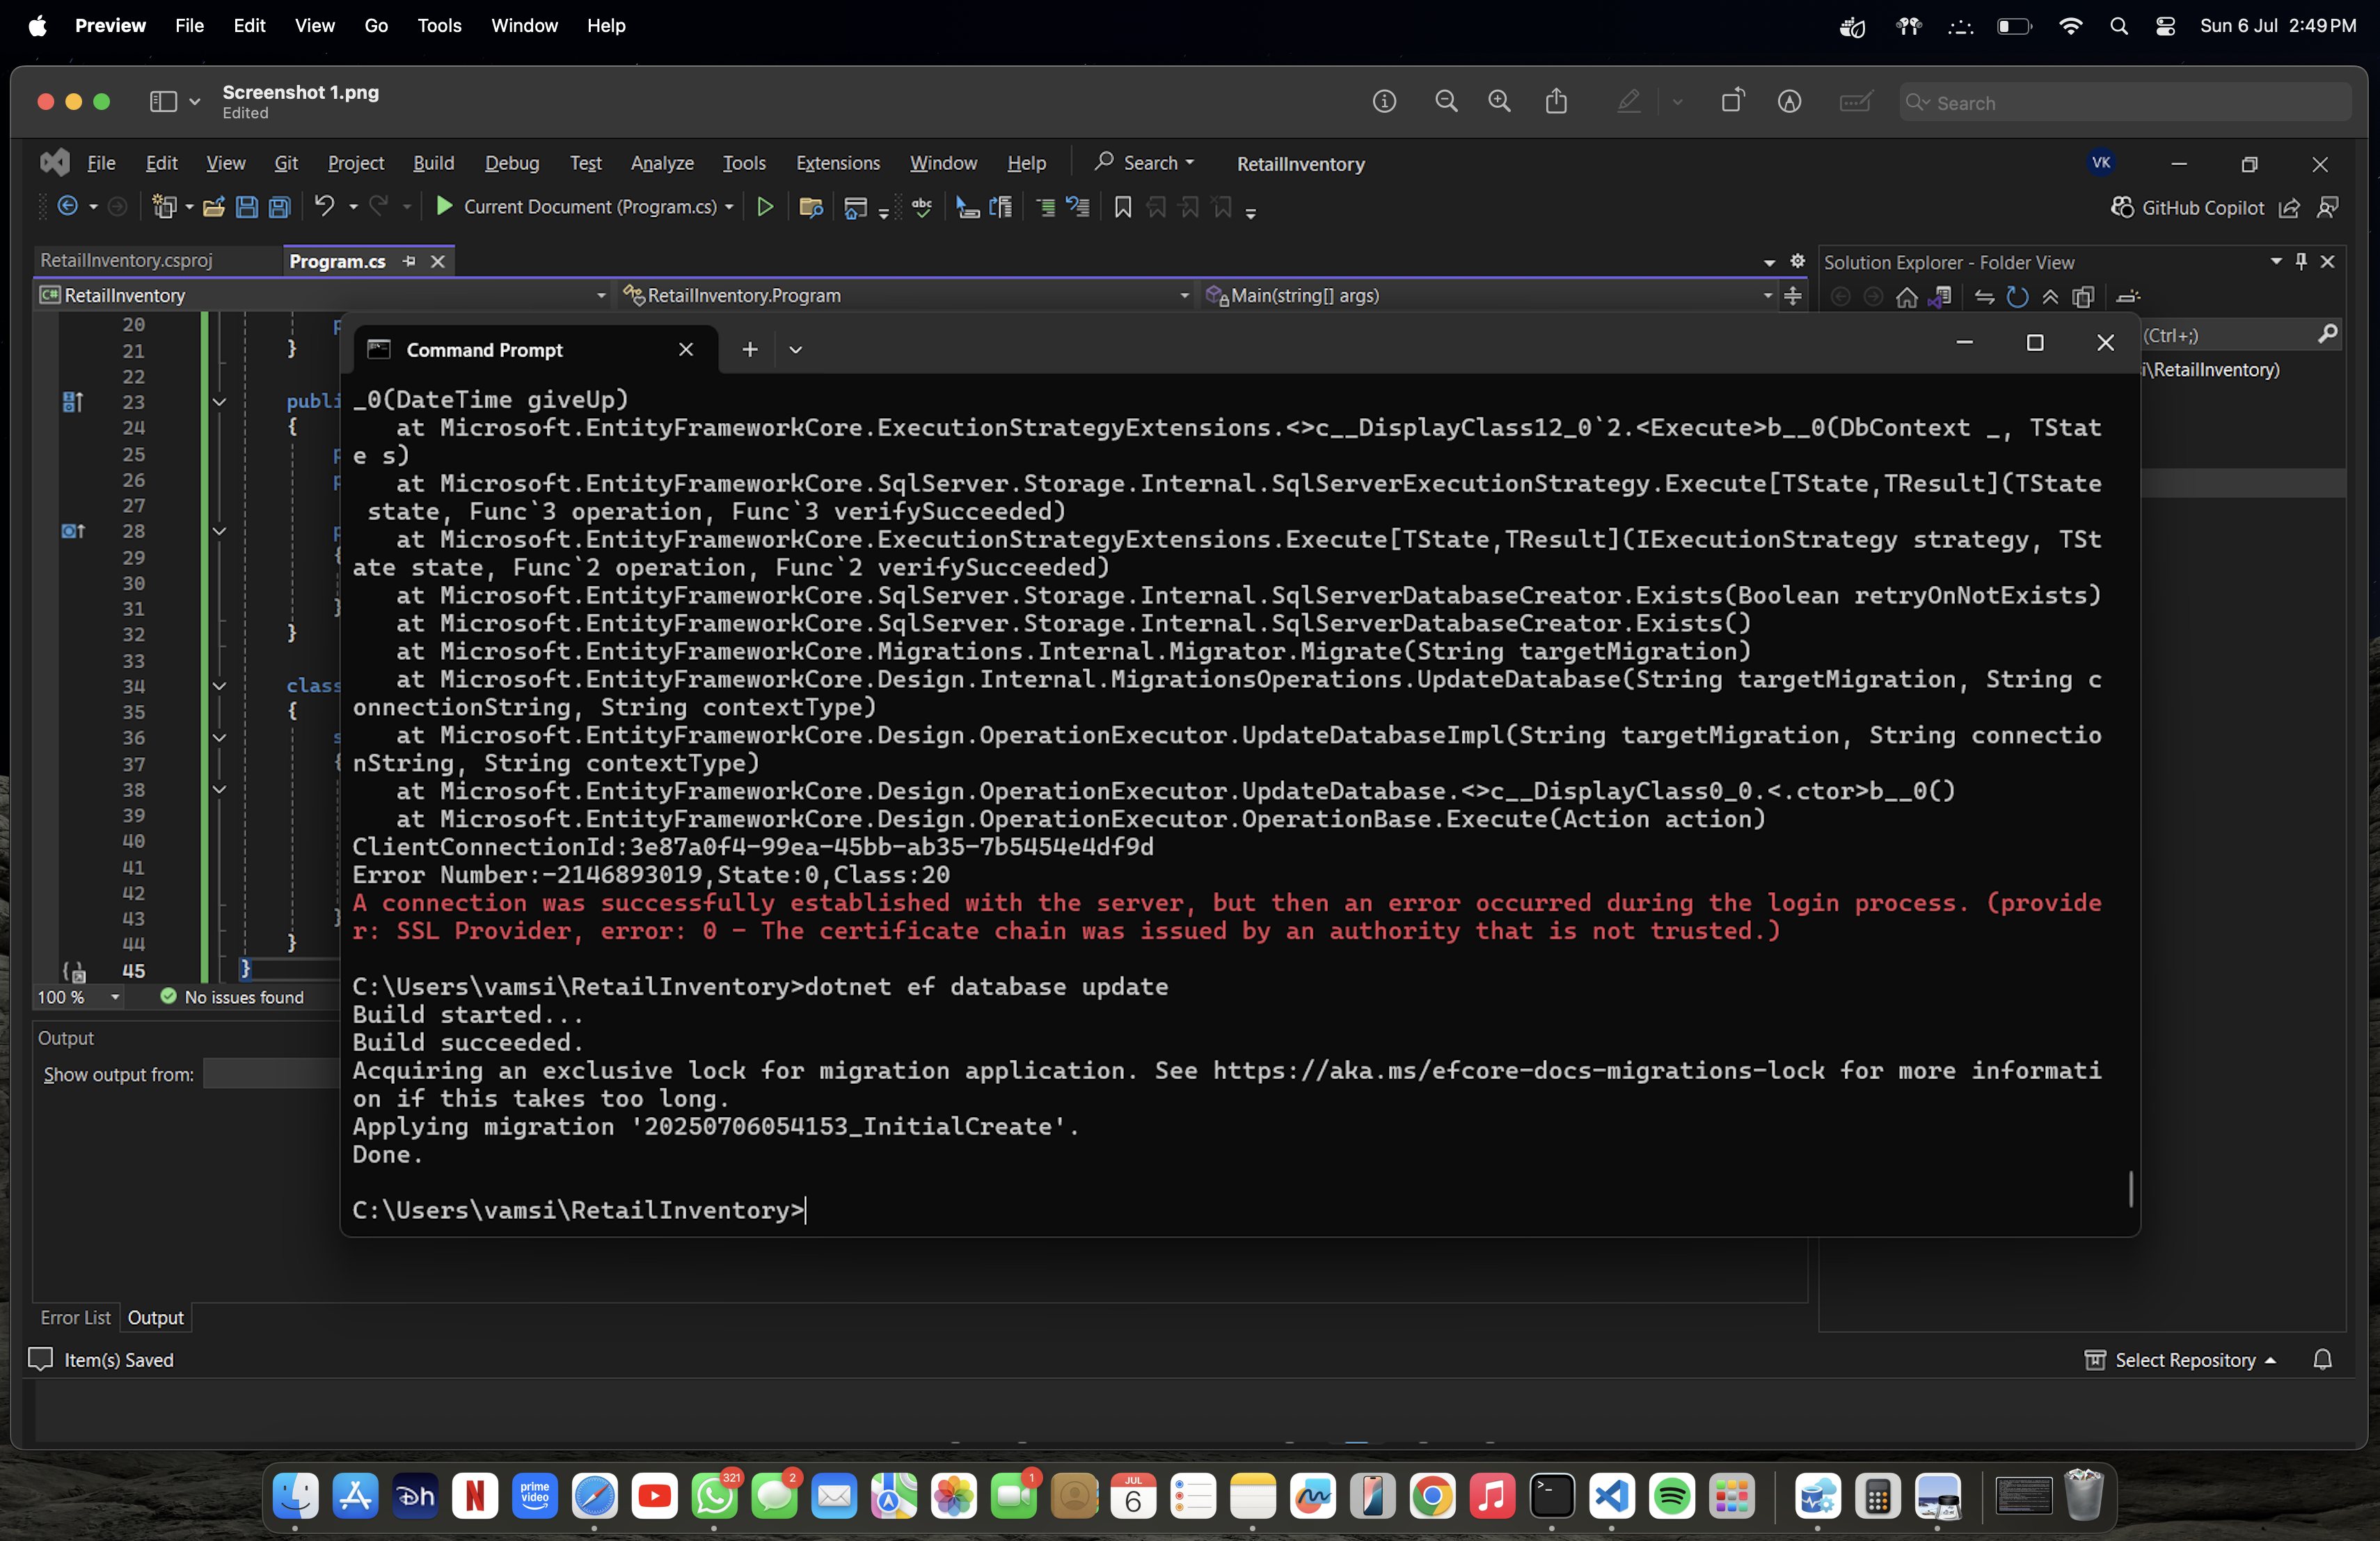 Preview File Edit View Go Tools Window Help Sun 6 Jul 2:49 PM
Screenshot 1.png
Edited
Search
File Edit View Git Project Build Debug Test Analyze Tools Extensions Window Help Search RetailInventory VK
Current Document (Program.cs) abc GitHub Copilot
RetailInventory.csproj Program.cs Solution Explorer - Folder View
C# RetailInventory RetailInventory.Program Main(string[] args)
(Ctrl+;)
i\RetailInventory)
20 p
21 }
22
23 publi
24 {
25 p
26 p
27
28 p
29 {
30
31 }
32 }
33
34 class
35 {
36 s
37 {
38
39
40
41
42
43 }
44 }
45 }
Command Prompt
_0(DateTime giveUp)
at Microsoft.EntityFrameworkCore.ExecutionStrategyExtensions.<>c__DisplayClass12_0`2.<Execute>b__0(DbContext _, TStat
e s)
at Microsoft.EntityFrameworkCore.SqlServer.Storage.Internal.SqlServerExecutionStrategy.Execute[TState,TResult](TState
state, Func`3 operation, Func`3 verifySucceeded)
at Microsoft.EntityFrameworkCore.ExecutionStrategyExtensions.Execute[TState,TResult](IExecutionStrategy strategy, TSt
ate state, Func`2 operation, Func`2 verifySucceeded)
at Microsoft.EntityFrameworkCore.SqlServer.Storage.Internal.SqlServerDatabaseCreator.Exists(Boolean retryOnNotExists)
at Microsoft.EntityFrameworkCore.SqlServer.Storage.Internal.SqlServerDatabaseCreator.Exists()
at Microsoft.EntityFrameworkCore.Migrations.Internal.Migrator.Migrate(String targetMigration)
at Microsoft.EntityFrameworkCore.Design.Internal.MigrationsOperations.UpdateDatabase(String targetMigration, String c
onnectionString, String contextType)
at Microsoft.EntityFrameworkCore.Design.OperationExecutor.UpdateDatabaseImpl(String targetMigration, String connectio
nString, String contextType)
at Microsoft.EntityFrameworkCore.Design.OperationExecutor.UpdateDatabase.<>c__DisplayClass0_0.<.ctor>b__0()
at Microsoft.EntityFrameworkCore.Design.OperationExecutor.OperationBase.Execute(Action action)
ClientConnectionId:3e87a0f4-99ea-45bb-ab35-7b5454e4df9d
Error Number:-2146893019,State:0,Class:20
A connection was successfully established with the server, but then an error occurred during the login process. (provide
r: SSL Provider, error: 0 - The certificate chain was issued by an authority that is not trusted.)
C:\Users\vamsi\RetailInventory>dotnet ef database update
Build started...
Build succeeded.
Acquiring an exclusive lock for migration application. See https://aka.ms/efcore-docs-migrations-lock for more informati
on if this takes too long.
Applying migration '20250706054153_InitialCreate'.
Done.
C:\Users\vamsi\RetailInventory>
100 % No issues found
Output
Show output from:
Error List Output
Item(s) Saved Select Repository
321 2 1
JUL
6
prime
video